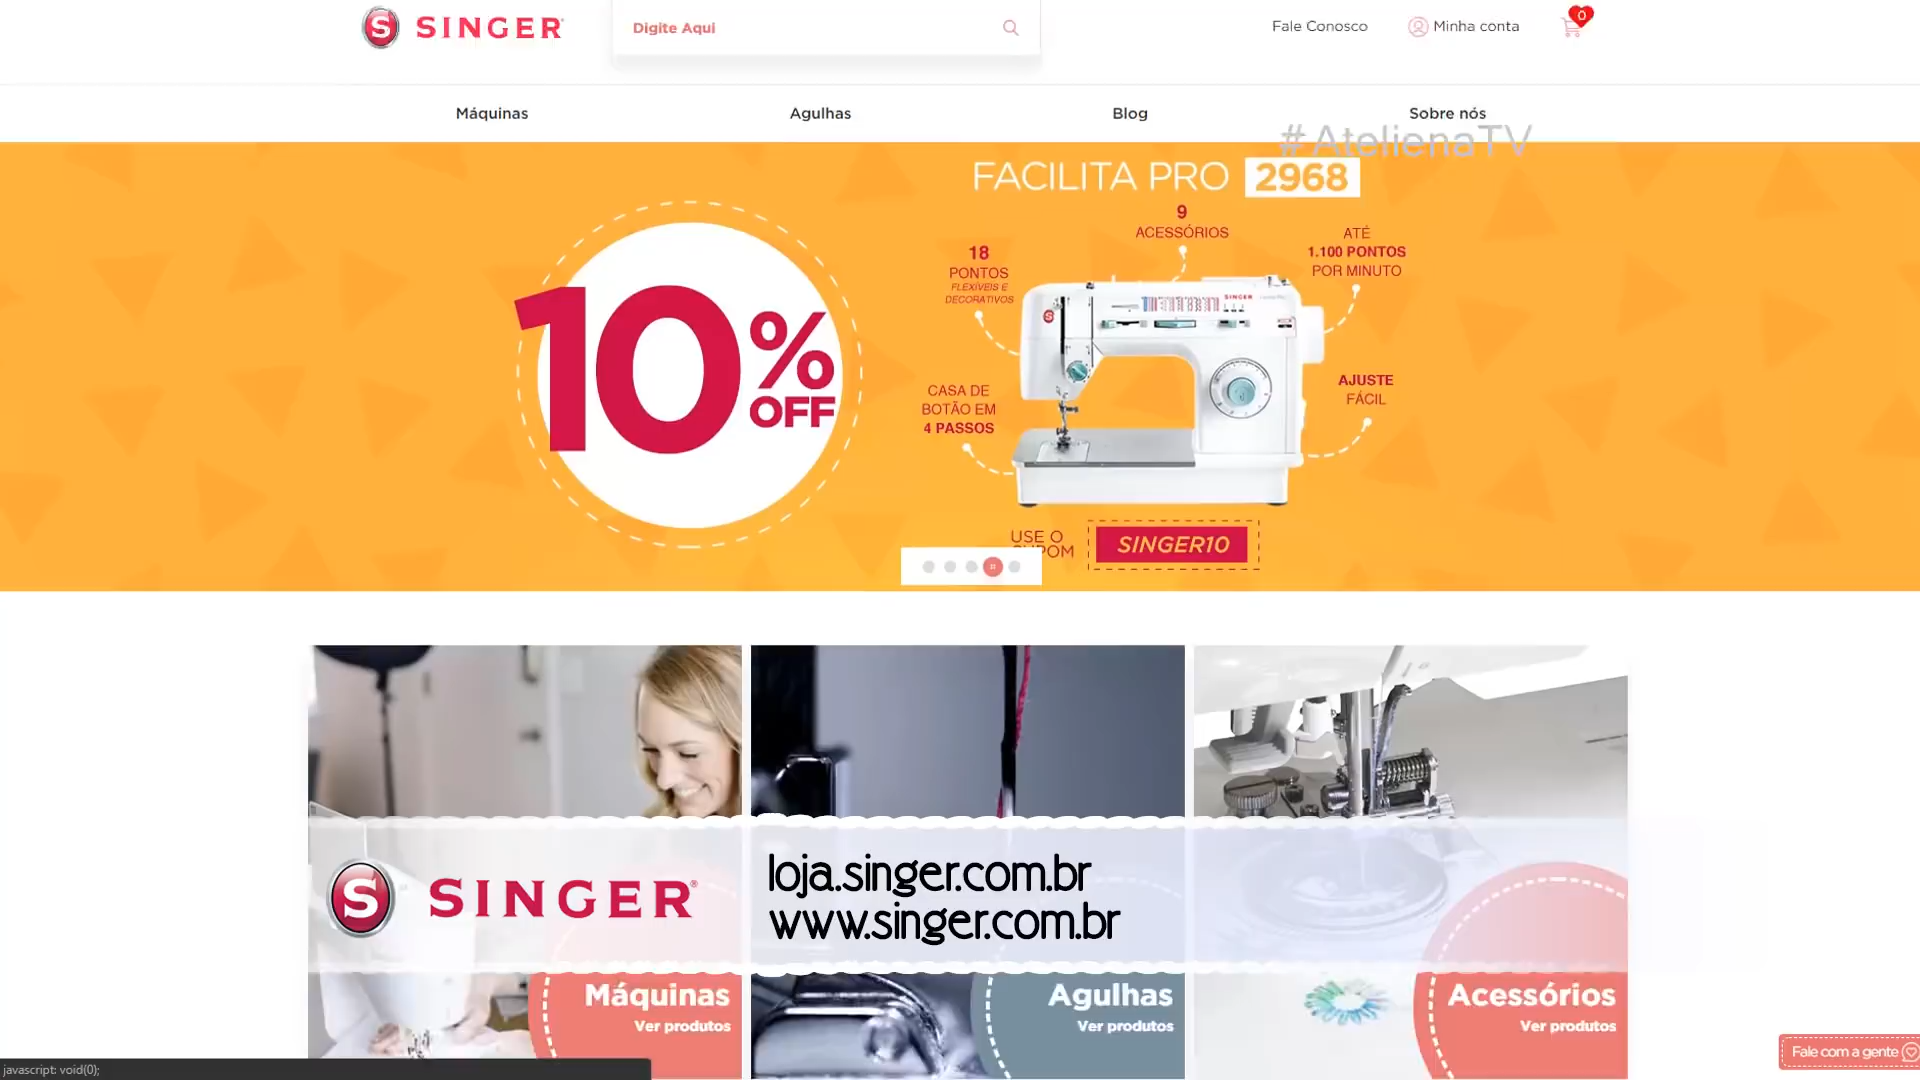 S SINGER
Digite Aqui
Fale Conosco
Minha conta
0
Máquinas
Agulhas
Blog
Sobre nós
#AtelienaTV
FACILITA PRO 2968
10%
OFF
18
PONTOS
FLEXÍVEIS E
DECORATIVOS
9
ACESSÓRIOS
ATÉ
1.100 PONTOS
POR MINUTO
SINGER
CASA DE
BOTÃO EM
4 PASSOS
AJUSTE
FÁCIL
USE O
CUPOM
SINGER10
S SINGER
loja.singer.com.br
www.singer.com.br
Máquinas
Ver produtos
Agulhas
Ver produtos
Acessórios
Ver produtos
Fale com a gente
javascript: void(0);